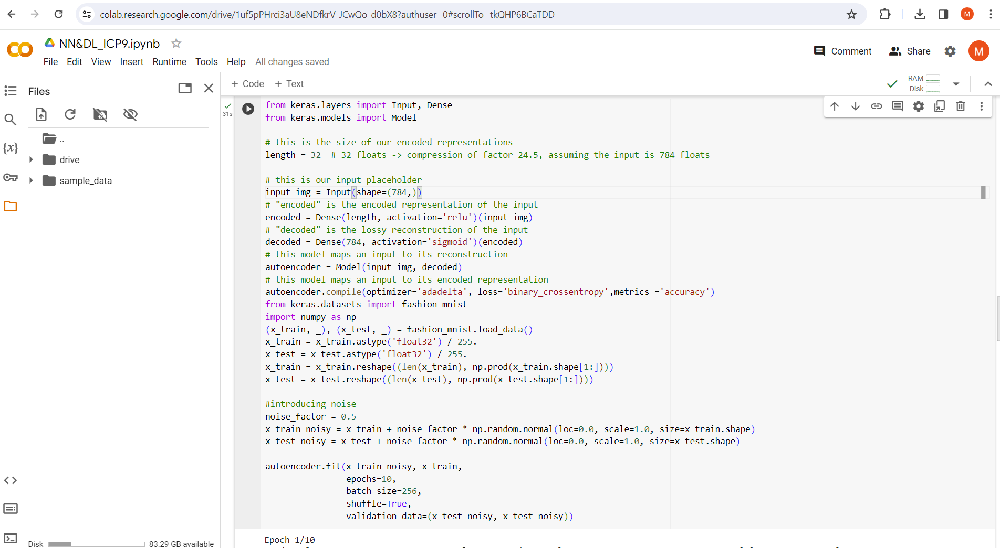 colab.research.google.com/drive/1uf5pPHrci3aU8eNDfkrV_JCwQo_d0bX8?authuser=0#scrollTo=tkQHP6BCaTDD
M
NN&DL_ICP9.ipynb
File Edit View Insert Runtime Tools Help All changes saved
Comment Share M
Files
+ Code + Text
RAM
Disk
..
drive
sample_data
{x}
31s
from keras.layers import Input, Dense
from keras.models import Model
# this is the size of our encoded representations
length = 32  # 32 floats -> compression of factor 24.5, assuming the input is 784 floats
# this is our input placeholder
input_img = Input(shape=(784,))
# "encoded" is the encoded representation of the input
encoded = Dense(length, activation='relu')(input_img)
# "decoded" is the lossy reconstruction of the input
decoded = Dense(784, activation='sigmoid')(encoded)
# this model maps an input to its reconstruction
autoencoder = Model(input_img, decoded)
# this model maps an input to its encoded representation
autoencoder.compile(optimizer='adadelta', loss='binary_crossentropy',metrics ='accuracy')
from keras.datasets import fashion_mnist
import numpy as np
(x_train, _), (x_test, _) = fashion_mnist.load_data()
x_train = x_train.astype('float32') / 255.
x_test = x_test.astype('float32') / 255.
x_train = x_train.reshape((len(x_train), np.prod(x_train.shape[1:])))
x_test = x_test.reshape((len(x_test), np.prod(x_test.shape[1:])))
#introducing noise
noise_factor = 0.5
x_train_noisy = x_train + noise_factor * np.random.normal(loc=0.0, scale=1.0, size=x_train.shape)
x_test_noisy = x_test + noise_factor * np.random.normal(loc=0.0, scale=1.0, size=x_test.shape)
autoencoder.fit(x_train_noisy, x_train,
                epochs=10,
                batch_size=256,
                shuffle=True,
                validation_data=(x_test_noisy, x_test_noisy))
Epoch 1/10
Disk 83.29 GB available